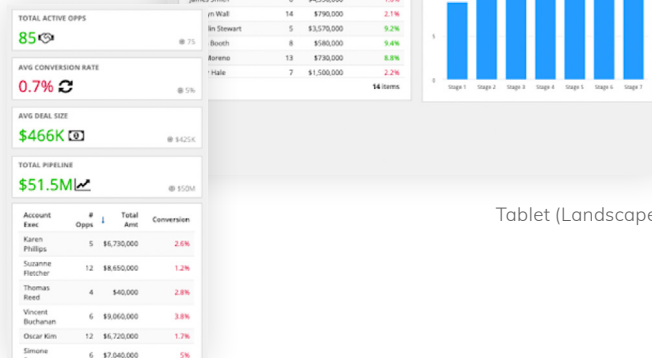 TOTAL ACTIVE OPPS
85
75
AVG CONVERSION RATE
0.7%
5%
AVG DEAL SIZE
$466K
$425K
TOTAL PIPELINE
$51.5M
$50M
Account Exec # Opps Total Amt Conversion
Karen Phillips 5 $6,730,000 2.6%
Suzanne Fletcher 12 $8,650,000 1.2%
Thomas Reed 4 $40,000 2.8%
Vincent Buchanan 6 $9,060,000 3.8%
Oscar Kim 12 $6,720,000 1.7%
Simone 6 $7,040,000 5%
Wall 14 $790,000 2.1%
lin Stewart 5 $3,570,000 9.2%
Booth 8 $580,000 9.4%
Moreno 13 $730,000 8.8%
Hale 7 $1,500,000 2.2%
14 items
5
0
Stage 1 Stage 2 Stage 3 Stage 4 Stage 5 Stage 6 Stage 7
Tablet (Landscape